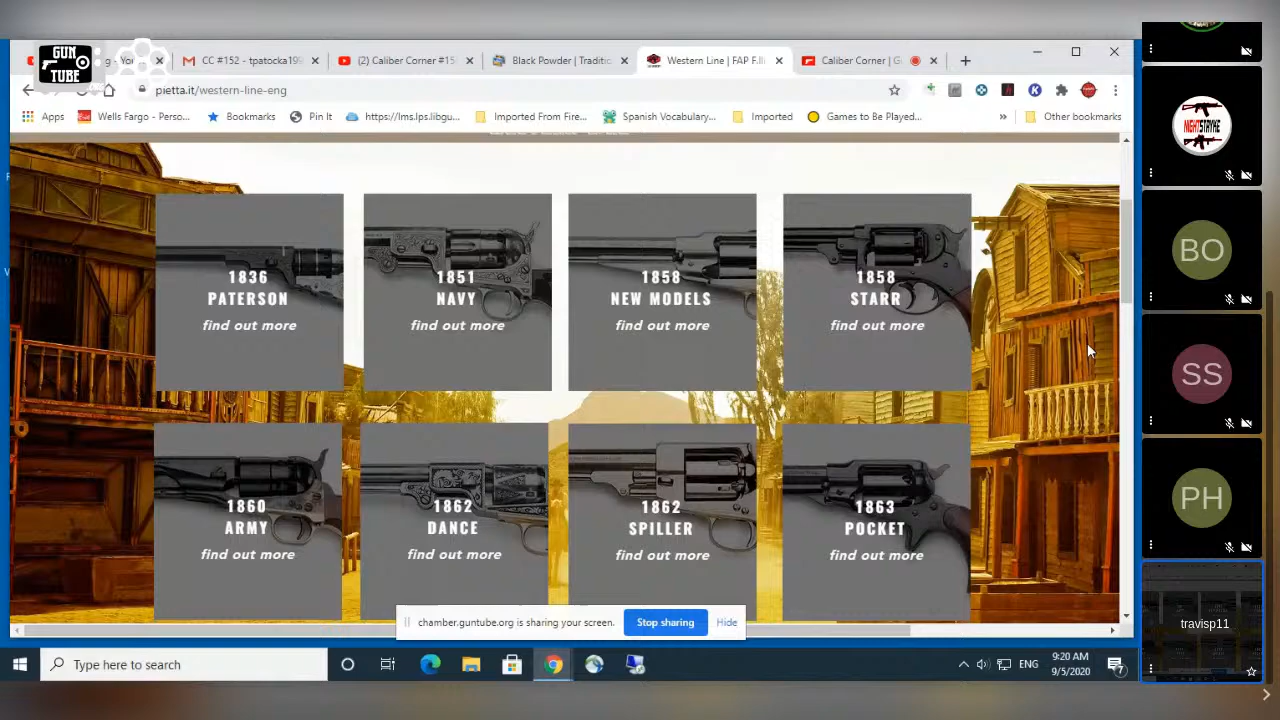 GUN
TUBE
CC #152 - tpatocka199
(2) Caliber Corner #15
Black Powder | Traditio
Western Line | FAP F.lli
Caliber Corner | G
pietta.it/western-line-eng
Apps
Wells Fargo - Perso...
Bookmarks
Pin It
https://lms.lps.libgu...
Imported From Fire...
Spanish Vocabulary...
Imported
Games to Be Played...
»
Other bookmarks
1836
PATERSON
find out more
1851
NAVY
find out more
1858
NEW MODELS
find out more
1858
STARR
find out more
1860
ARMY
find out more
1862
DANCE
find out more
1862
SPILLER
find out more
1863
POCKET
find out more
chamber.guntube.org is sharing your screen.
Stop sharing
Hide
Type here to search
ENG
9:20 AM
9/5/2020
7
NIGHTSTRYKE
BO
SS
PH
travisp11